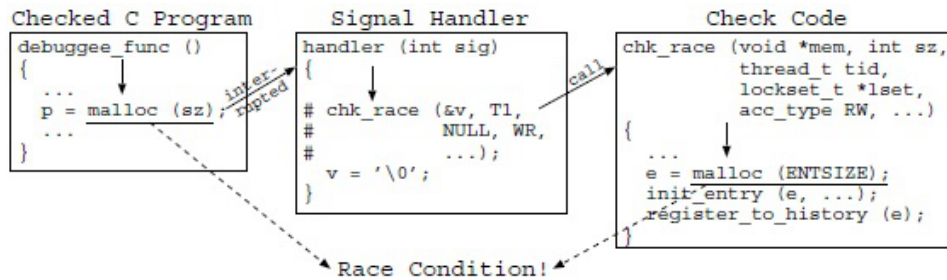 Checked C Program
debuggee_func ()
{
...
p = malloc (sz);
...
}
inter-
rupted
Signal Handler
handler (int sig)
{
# chk_race (&v, T1,
# NULL, WR,
# ...);
v = '\0';
}
call
Check Code
chk_race (void *mem, int sz,
thread_t tid,
lockset_t *lset,
acc_type RW, ...)
{
...
e = malloc (ENTSIZE);
init_entry (e, ...);
register_to_history (e);
}
Race Condition!